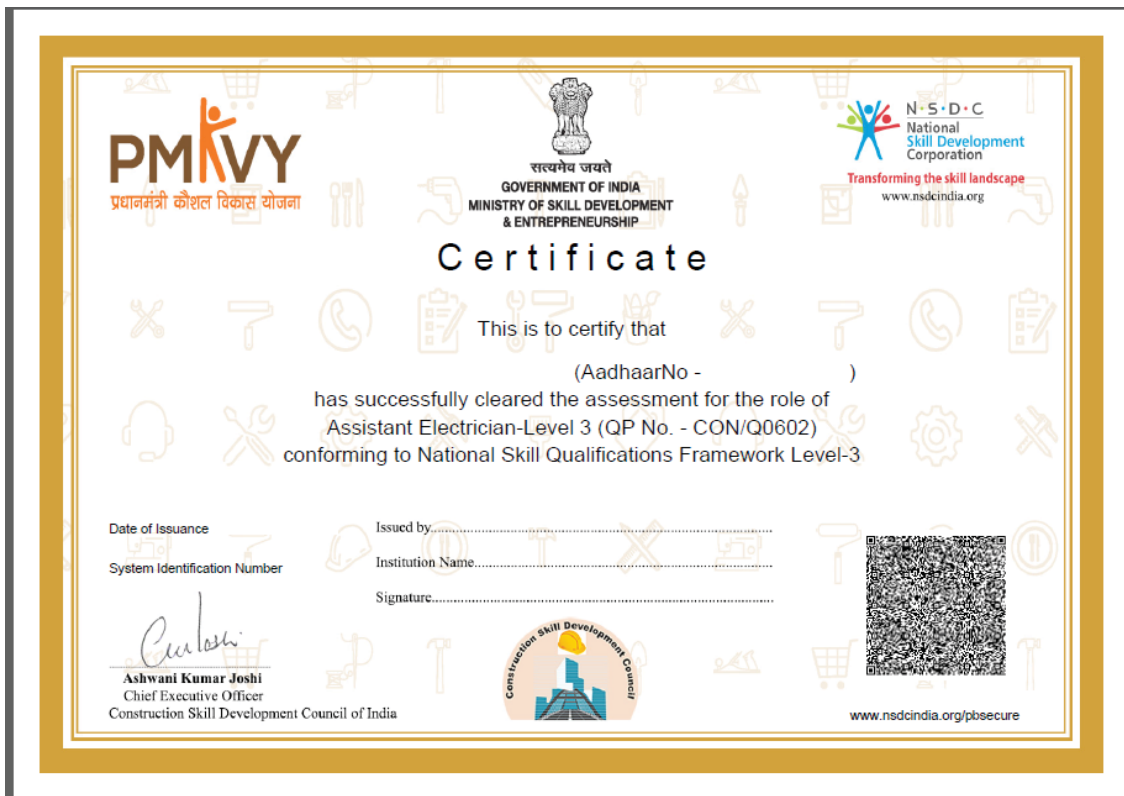 PMKVY
प्रधानमंत्री कौशल विकास योजना
सत्यमेव जयते
GOVERNMENT OF INDIA
MINISTRY OF SKILL DEVELOPMENT
& ENTREPRENEURSHIP
N·S·D·C
National
Skill Development
Corporation
Transforming the skill landscape
www.nsdcindia.org
Certificate
This is to certify that
(AadhaarNo - )
has successfully cleared the assessment for the role of
Assistant Electrician-Level 3 (QP No. - CON/Q0602)
conforming to National Skill Qualifications Framework Level-3
Date of Issuance
System Identification Number
Issued by
Institution Name
Signature
Ashwani Kumar Joshi
Chief Executive Officer
Construction Skill Development Council of India
Construction Skill Development Council
www.nsdcindia.org/pbsecure